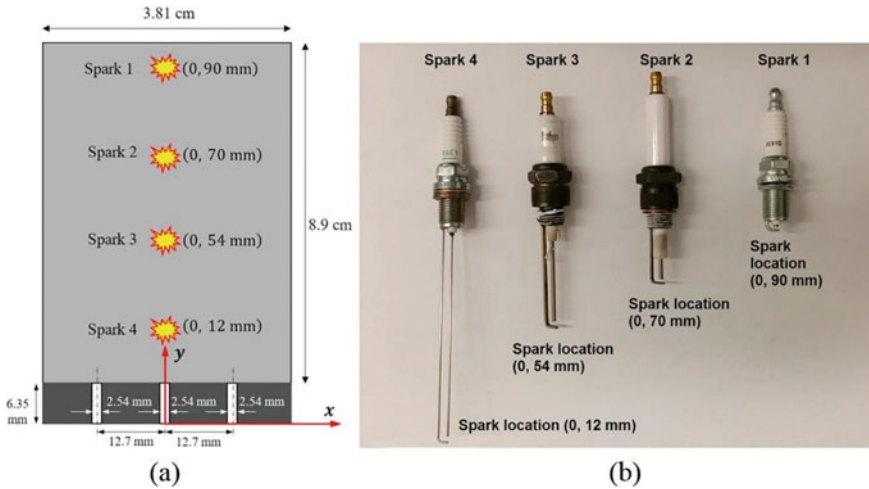 3.81 cm
Spark 1
(0, 90 mm)
Spark 2
(0, 70 mm)
Spark 3
(0, 54 mm)
Spark 4
(0, 12 mm)
8.9 cm
y
6.35
mm
2.54 mm
2.54 mm
2.54 mm
x
12.7 mm
12.7 mm
(a)
Spark 4
Spark 3
Spark 2
Spark 1
Spark
location
(0, 90 mm)
Spark location
(0, 70 mm)
Spark location
(0, 54 mm)
Spark location (0, 12 mm)
(b)